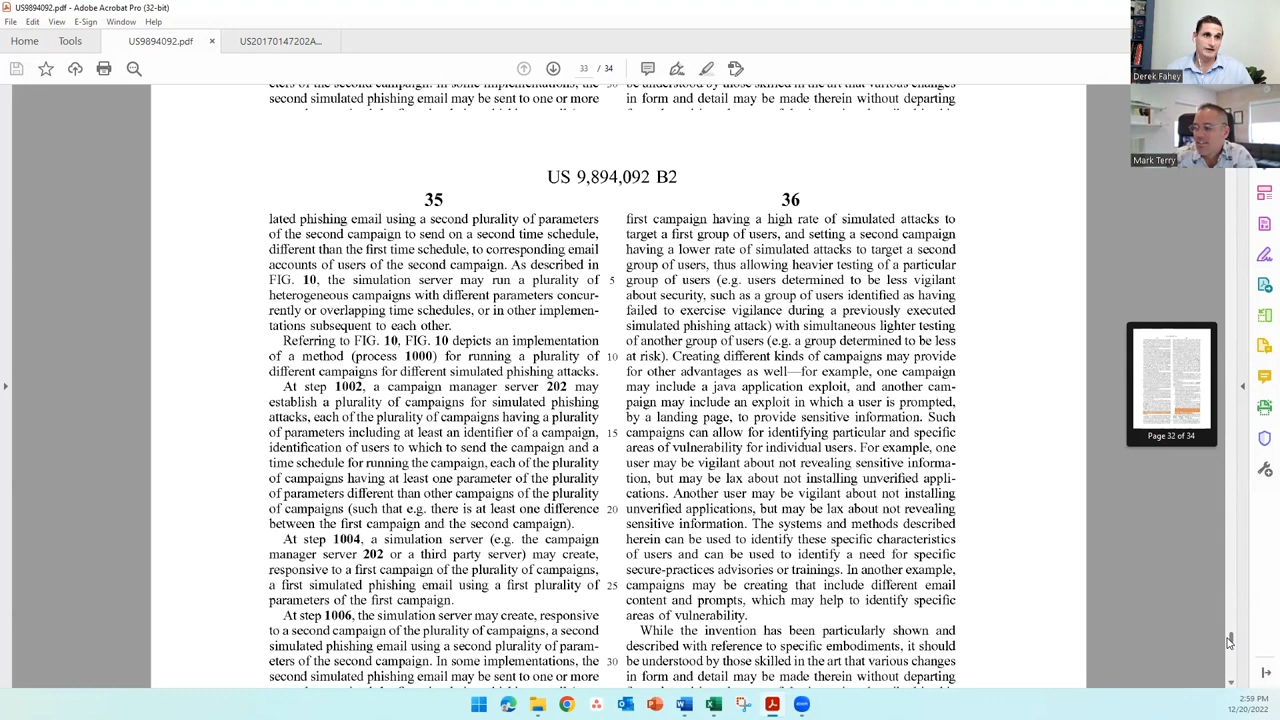 US9894092.pdf - Adobe Acrobat Pro (32-bit)
File Edit View E-Sign Window Help
Home Tools US9894092.pdf × US20170147202A...
33 / 34
second simulated phishing email may be sent to one or more
in form and detail may be made therein without departing
US 9,894,092 B2
35
lated phishing email using a second plurality of parameters
of the second campaign to send on a second time schedule,
different than the first time schedule, to corresponding email
accounts of users of the second campaign. As described in
FIG. 10, the simulation server may run a plurality of
heterogeneous campaigns with different parameters concur-
rently or overlapping time schedules, or in other implemen-
tations subsequent to each other.
Referring to FIG. 10, FIG. 10 depicts an implementation
of a method (process 1000) for running a plurality of
different campaigns for different simulated phishing attacks.
At step 1002, a campaign manager server 202 may
establish a plurality of campaigns for simulated phishing
attacks, each of the plurality of campaigns having a plurality
of parameters including at least an identifier of a campaign,
identification of users to which to send the campaign and a
time schedule for running the campaign, each of the plurality
of campaigns having at least one parameter of the plurality
of parameters different than other campaigns of the plurality
of campaigns (such that e.g. there is at least one difference
between the first campaign and the second campaign).
At step 1004, a simulation server (e.g. the campaign
manager server 202 or a third party server) may create,
responsive to a first campaign of the plurality of campaigns,
a first simulated phishing email using a first plurality of
parameters of the first campaign.
At step 1006, the simulation server may create, responsive
to a second campaign of the plurality of campaigns, a second
simulated phishing email using a second plurality of param-
eters of the second campaign. In some implementations, the
second simulated phishing email may be sent to one or more
5
10
15
20
25
30
36
first campaign having a high rate of simulated attacks to
target a first group of users, and setting a second campaign
having a lower rate of simulated attacks to target a second
group of users, thus allowing heavier testing of a particular
group of users (e.g. users determined to be less vigilant
about security, such as a group of users identified as having
failed to exercise vigilance during a previously executed
simulated phishing attack) with simultaneous lighter testing
of another group of users (e.g. a group determined to be less
at risk). Creating different kinds of campaigns may provide
for other advantages as well—for example, one campaign
may include a java application exploit, and another cam-
paign may include an exploit in which a user is prompted,
by a landing page, to provide sensitive information. Such
campaigns can allow for identifying particular and specific
areas of vulnerability for individual users. For example, one
user may be vigilant about not revealing sensitive informa-
tion, but may be lax about not installing unverified appli-
cations. Another user may be vigilant about not installing
unverified applications, but may be lax about not revealing
sensitive information. The systems and methods described
herein can be used to identify these specific characteristics
of users and can be used to identify a need for specific
secure-practices advisories or trainings. In another example,
campaigns may be creating that include different email
content and prompts, which may help to identify specific
areas of vulnerability.
While the invention has been particularly shown and
described with reference to specific embodiments, it should
be understood by those skilled in the art that various changes
in form and detail may be made therein without departing
Derek Fahey
Mark Terry
Page 32 of 34
2:59 PM
12/20/2022